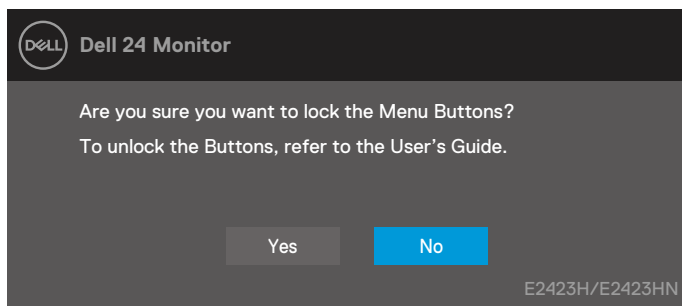 DELL Dell 24 Monitor
Are you sure you want to lock the Menu Buttons?
To unlock the Buttons, refer to the User’s Guide.
Yes No
E2423H/E2423HN